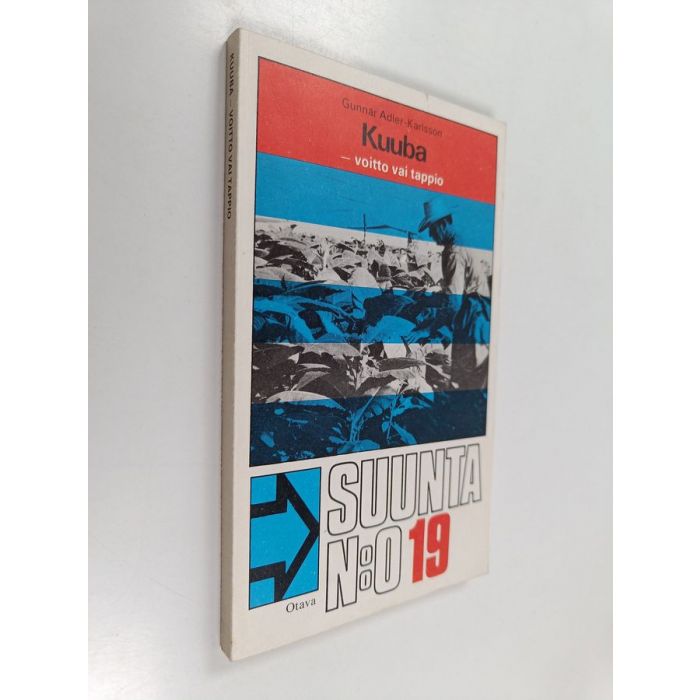 KUUBA – VOITTO VAI TAPPIO
Gunnar Adler-Karlsson
Kuuba
– voitto vai tappio
SUUNTA
N:O 19
Otava